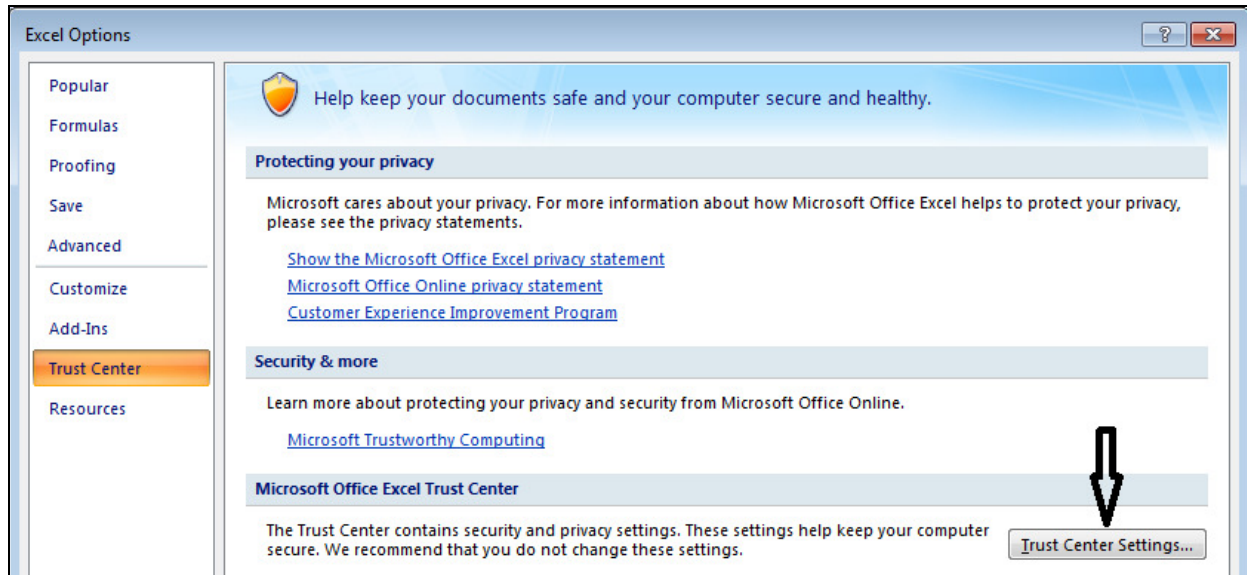 Excel Options
?
Popular
Formulas
Proofing
Save
Advanced
Customize
Add-Ins
Trust Center
Resources
Help keep your documents safe and your computer secure and healthy.
Protecting your privacy
Microsoft cares about your privacy. For more information about how Microsoft Office Excel helps to protect your privacy,
please see the privacy statements.
Show the Microsoft Office Excel privacy statement
Microsoft Office Online privacy statement
Customer Experience Improvement Program
Security & more
Learn more about protecting your privacy and security from Microsoft Office Online.
Microsoft Trustworthy Computing
Microsoft Office Excel Trust Center
The Trust Center contains security and privacy settings. These settings help keep your computer
secure. We recommend that you do not change these settings.
Trust Center Settings...